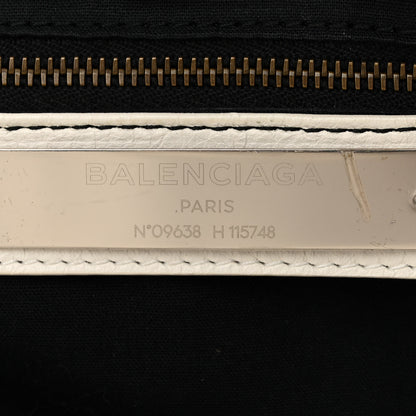 BALENCIAGA
.PARIS
N°09638 H 115748